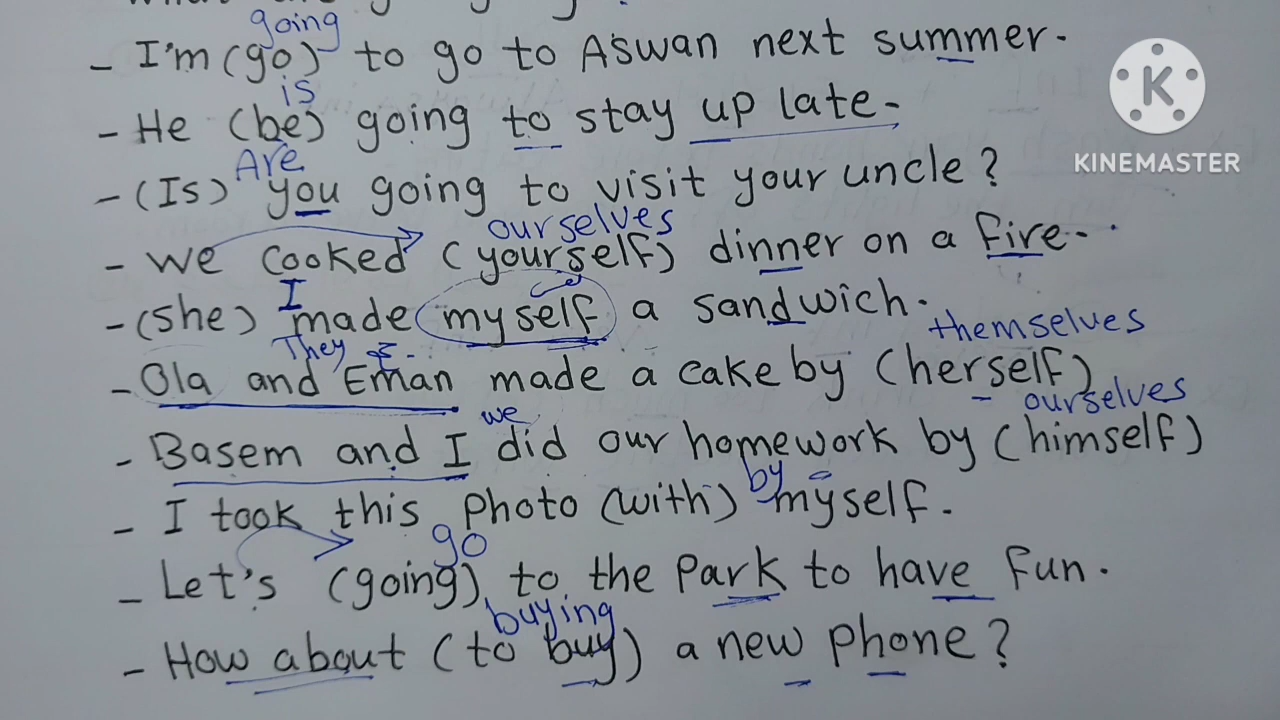 going
- I'm (go) to go to Aswan next summer.
is
- He (be) going to stay up late.
Are
- (Is) you going to visit your uncle?
ourselves
- We cooked (yourself) dinner on a fire.
I
- (she) made myself a sandwich.
They themselves
- Ola and Eman made a cake by (herself)
we ourselves
- Basem and I did our homework by (himself)
by
- I took this photo (with) myself.
go
- Let's (going) to the park to have fun.
buying
- How about (to buy) a new phone?
K
KINEMASTER